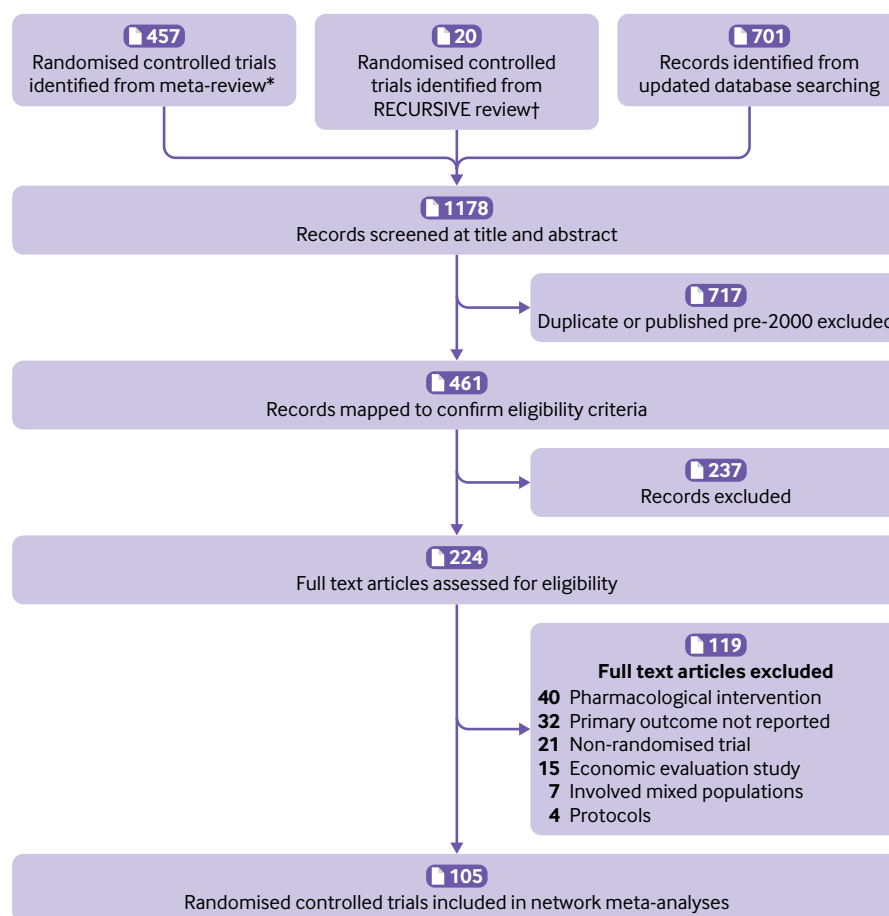 457
Randomised controlled trials
identified from meta-review*
20
Randomised controlled
trials identified from
RECURSIVE review†
701
Records identified from
updated database searching
1178
Records screened at title and abstract
717
Duplicate or published pre-2000 excluded
461
Records mapped to confirm eligibility criteria
237
Records excluded
224
Full text articles assessed for eligibility
119
Full text articles excluded
40 Pharmacological intervention
32 Primary outcome not reported
21 Non-randomised trial
15 Economic evaluation study
7 Involved mixed populations
4 Protocols
105
Randomised controlled trials included in network meta-analyses